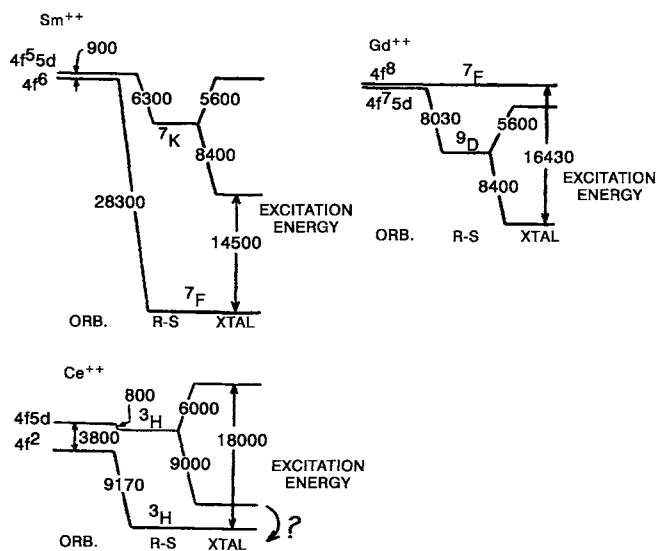 Sm++
900
4f⁵5d
4f⁶
6300
5600
⁷K
8400
28300
EXCITATION
ENERGY
14500
⁷F
ORB. R-S XTAL
Gd++
4f⁸
⁷F
4f⁷5d
8030
⁹D
5600
16430
8400
EXCITATION
ENERGY
ORB. R-S XTAL
Ce++
800
4f5d
³H
6000
4f²
3800
18000
9000
9170
EXCITATION
ENERGY
³H
?
ORB. R-S XTAL